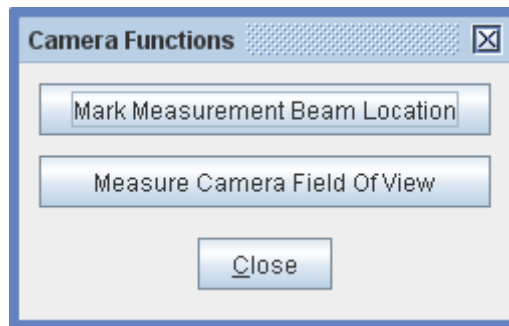 Camera Functions
Mark Measurement Beam Location
Measure Camera Field Of View
Close